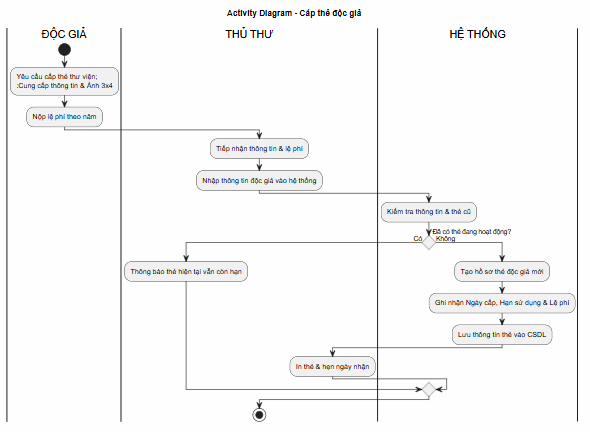 Activity Diagram - Cấp thẻ độc giả
ĐỘC GIẢ
THỦ THƯ
HỆ THỐNG
Yêu cầu cấp thẻ thư viện;
:Cung cấp thông tin & Ảnh 3x4
Nộp lệ phí theo năm
Tiếp nhận thông tin & lệ phí
Nhập thông tin độc giả vào hệ thống
Kiểm tra thông tin & thẻ cũ
Đã có thẻ đang hoạt động?
Có
Không
Thông báo thẻ hiện tại vẫn còn hạn
Tạo hồ sơ thẻ độc giả mới
Ghi nhận Ngày cấp, Hạn sử dụng & Lệ phí
Lưu thông tin thẻ vào CSDL
In thẻ & hẹn ngày nhận